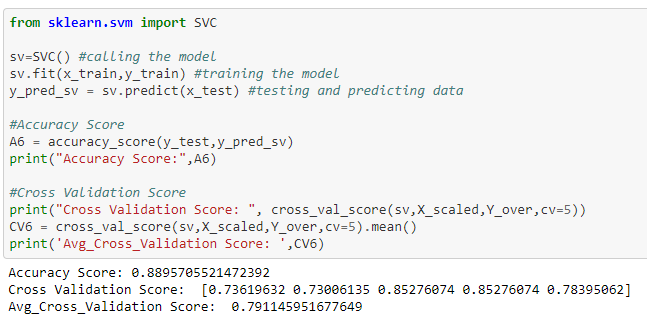 from sklearn.svm import SVC
sv=SVC() #calling the model
sv.fit(x_train,y_train) #training the model
y_pred_sv = sv.predict(x_test) #testing and predicting data
#Accuracy Score
A6 = accuracy_score(y_test,y_pred_sv)
print("Accuracy Score:",A6)
#Cross Validation Score
print("Cross Validation Score: ", cross_val_score(sv,X_scaled,Y_over,cv=5))
CV6 = cross_val_score(sv,X_scaled,Y_over,cv=5).mean()
print('Avg_Cross_Validation Score: ',CV6)
Accuracy Score: 0.8895705521472392
Cross Validation Score:  [0.73619632 0.73006135 0.85276074 0.85276074 0.78395062]
Avg_Cross_Validation Score:  0.791145951677649